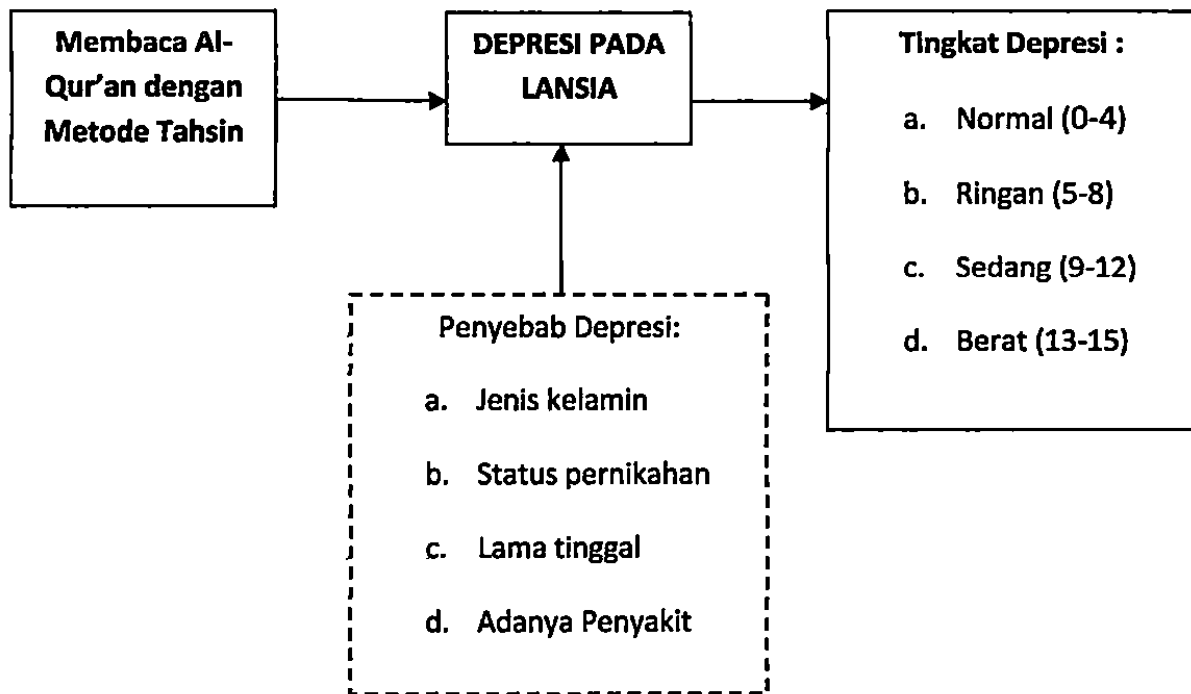 Membaca Al-
Qur'an dengan
Metode Tahsin
DEPRESI PADA
LANSIA
Tingkat Depresi :
a. Normal (0-4)
b. Ringan (5-8)
c. Sedang (9-12)
d. Berat (13-15)
Penyebab Depresi:
a. Jenis kelamin
b. Status pernikahan
c. Lama tinggal
d. Adanya Penyakit